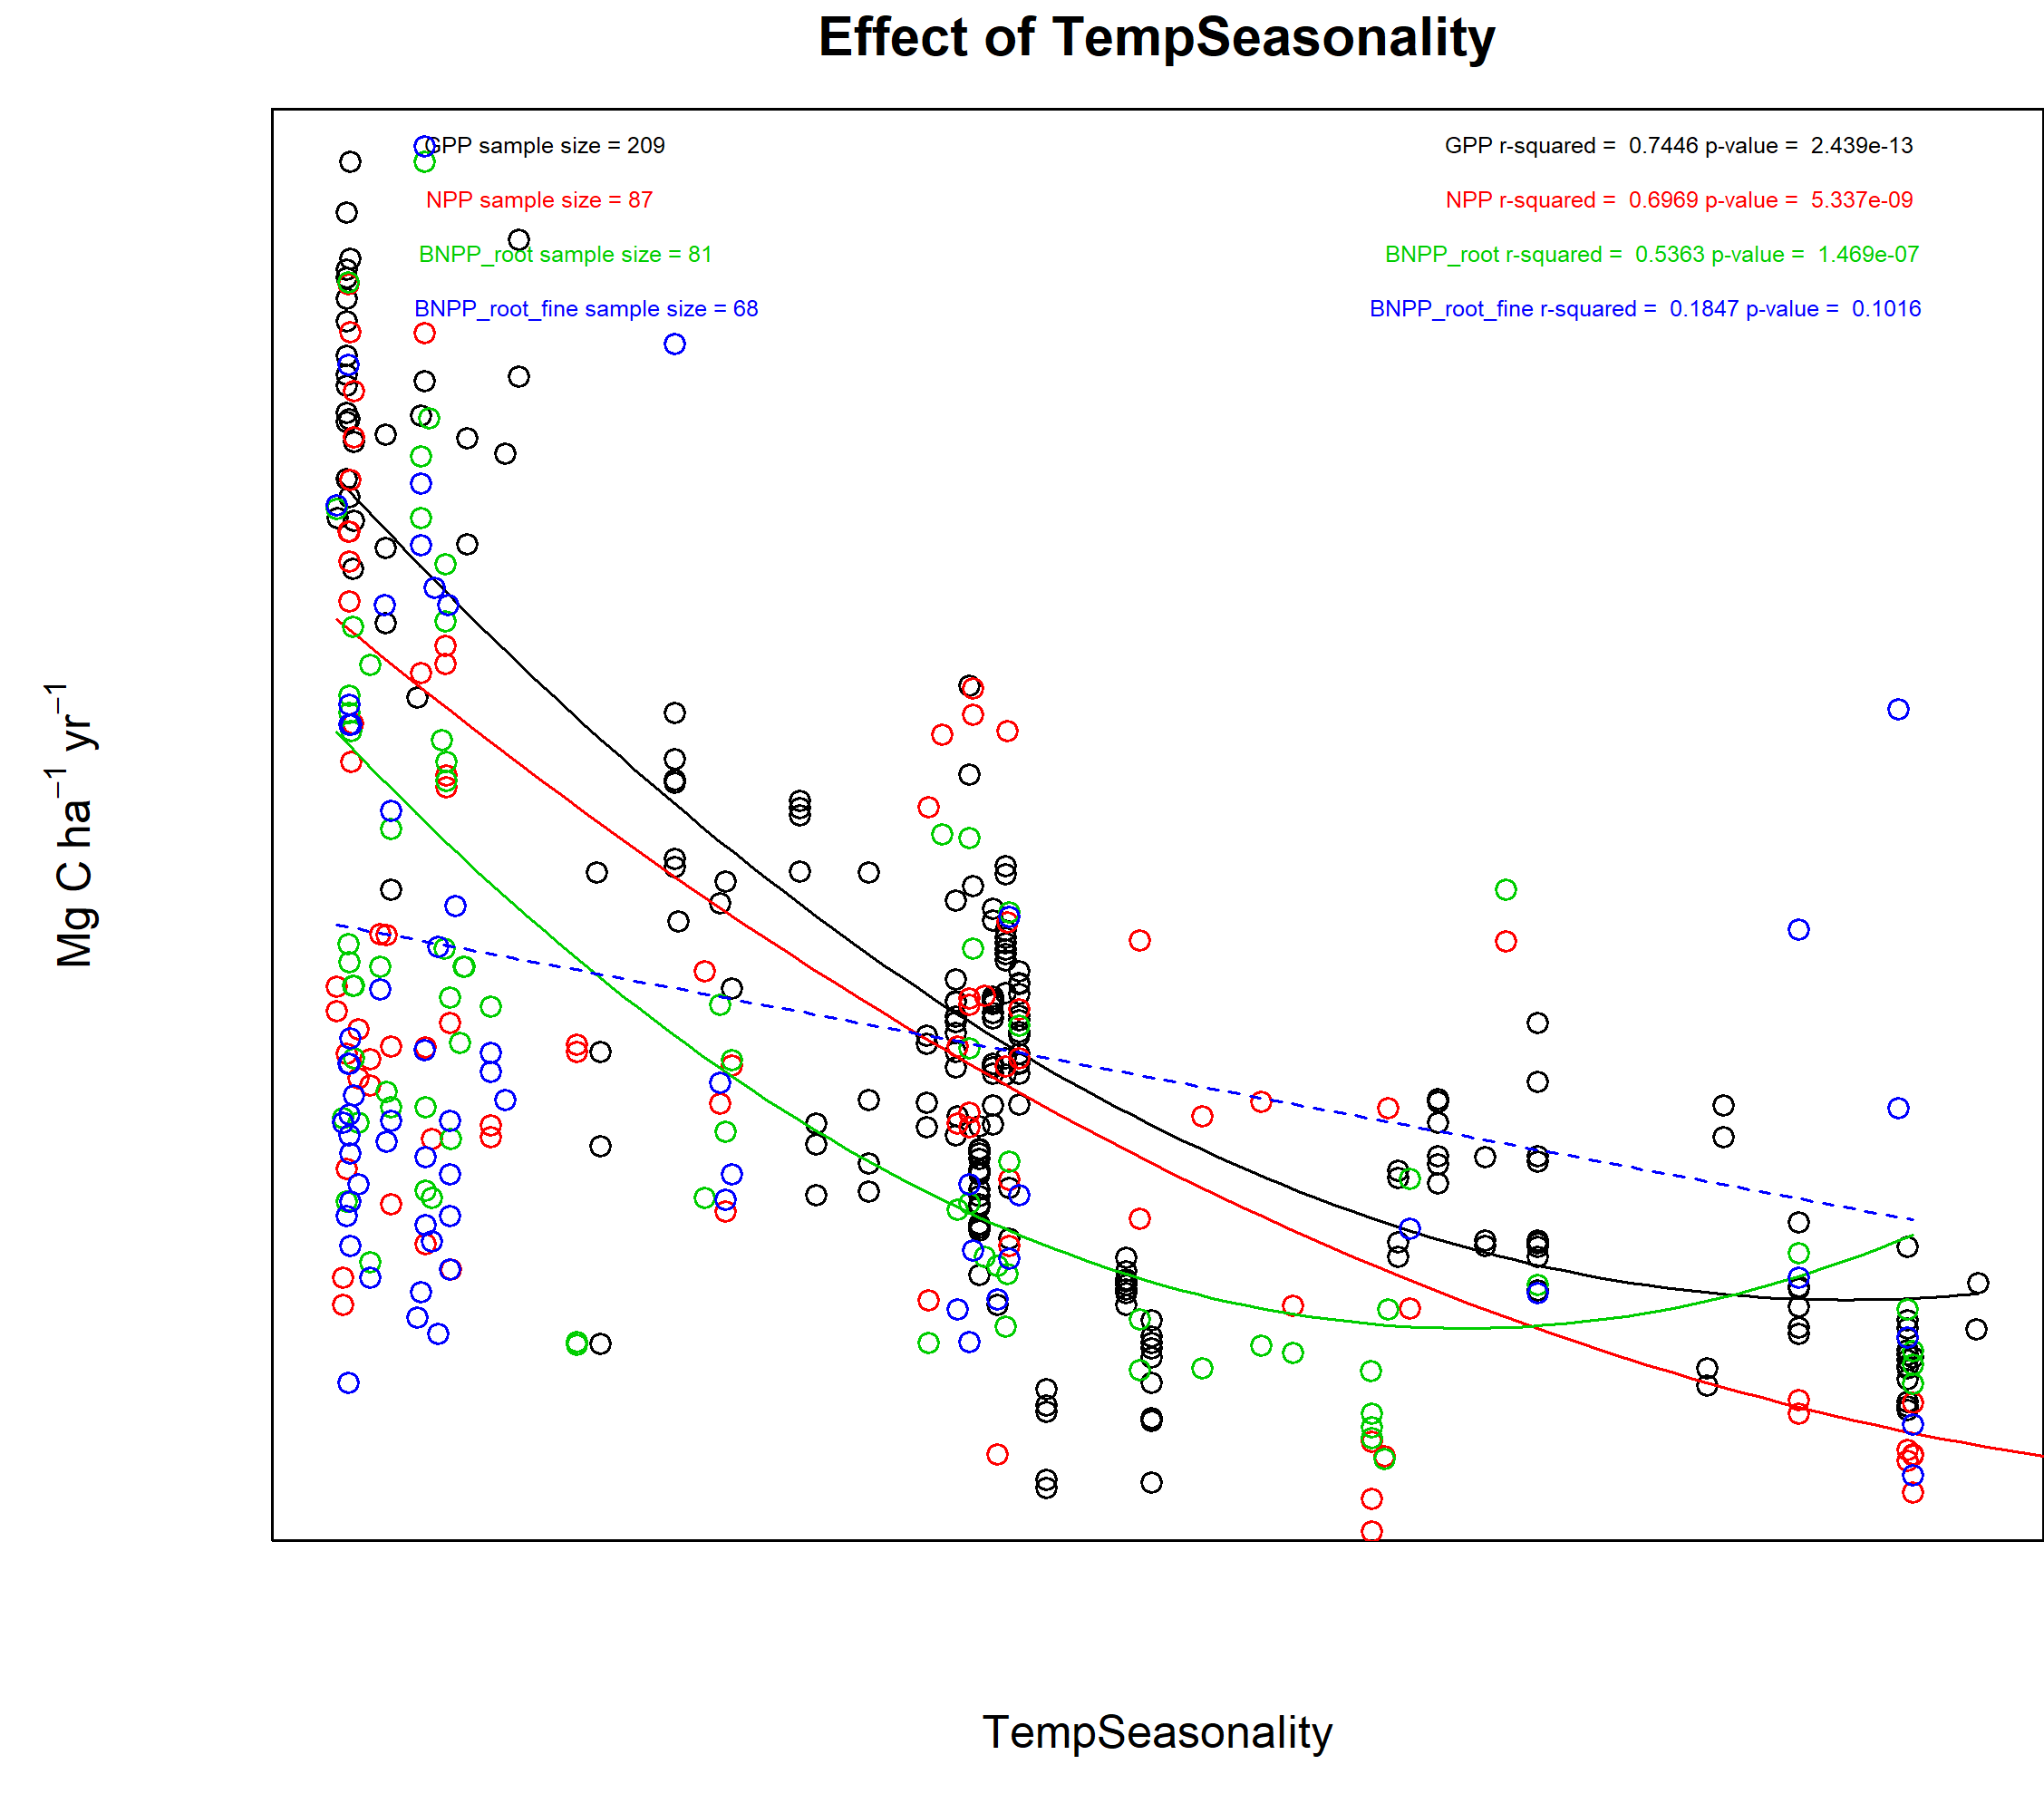 Effect of TempSeasonality
GPP sample size = 209
NPP sample size = 87
BNPP_root sample size = 81
BNPP_root_fine sample size = 68
GPP r-squared =  0.7446 p-value =  2.439e-13
NPP r-squared =  0.6969 p-value =  5.337e-09
BNPP_root r-squared =  0.5363 p-value =  1.469e-07
BNPP_root_fine r-squared =  0.1847 p-value =  0.1016
Mg C ha⁻¹ yr⁻¹
TempSeasonality